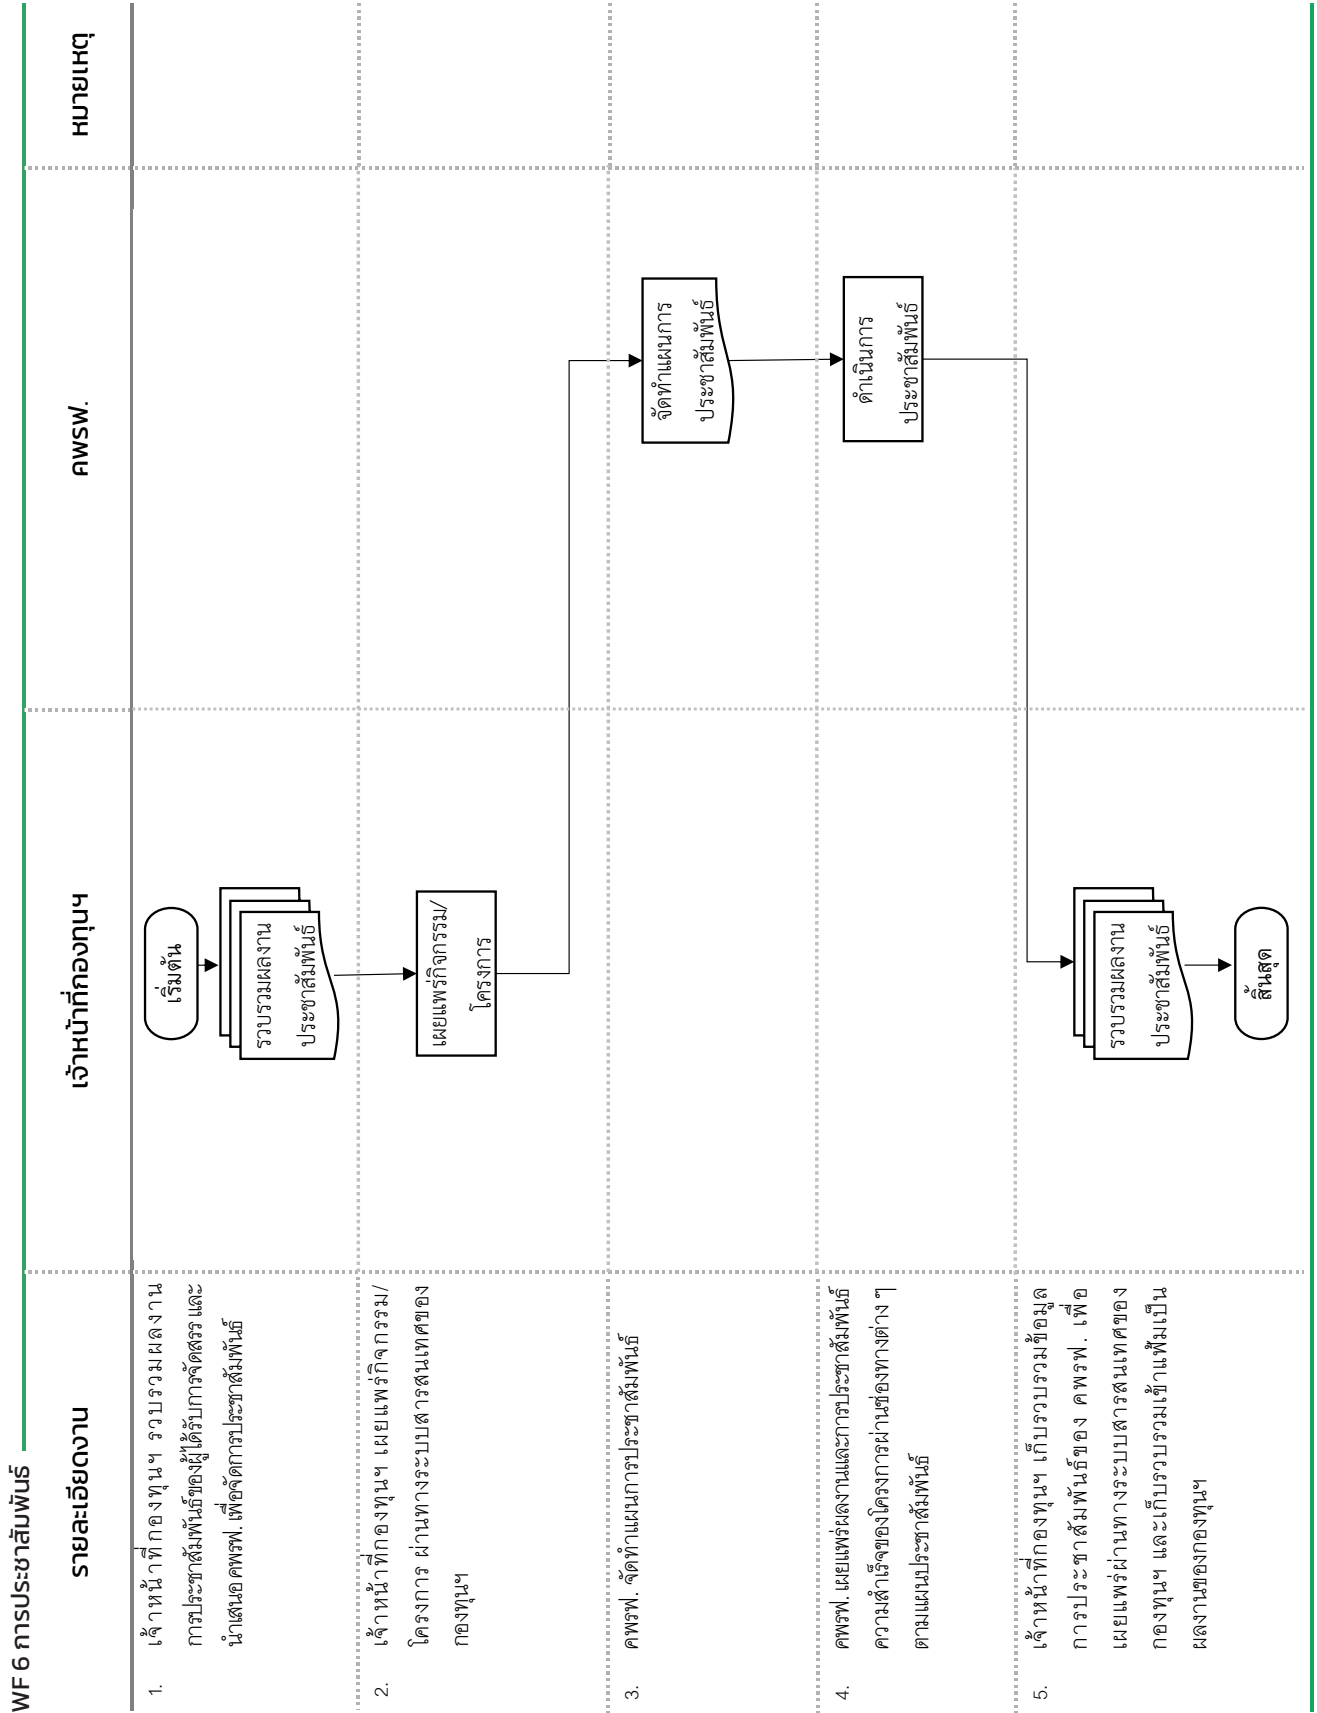 WF 6 การประชาสัมพันธ์
รายละเอียดงาน
เจ้าหน้าที่กองทุนฯ
คพรฟ.
หมายเหตุ
1. เจ้าหน้าที่กองทุนฯ รวบรวมผลงาน
การประชาสัมพันธ์ของผู้ได้รับการจัดสรร และ
นำเสนอ คพรฟ. เพื่อจัดการประชาสัมพันธ์
เริ่มต้น
รวบรวมผลงาน
ประชาสัมพันธ์
2. เจ้าหน้าที่กองทุนฯ เผยแพร่กิจกรรม/
โครงการ ผ่านทางระบบสารสนเทศของ
กองทุนฯ
เผยแพร่กิจกรรม/
โครงการ
3. คพรฟ. จัดทำแผนการประชาสัมพันธ์
จัดทำแผนการ
ประชาสัมพันธ์
4. คพรฟ. เผยแพร่ผลงานและการประชาสัมพันธ์
ความสำเร็จของโครงการผ่านช่องทางต่าง ๆ
ตามแผนประชาสัมพันธ์
ดำเนินการ
ประชาสัมพันธ์
5. เจ้าหน้าที่กองทุนฯ เก็บรวบรวมข้อมูล
การประชาสัมพันธ์ของ คพรฟ. เพื่อ
เผยแพร่ผ่านทางระบบสารสนเทศของ
กองทุนฯ และเก็บรวบรวมเข้าแฟ้มเป็น
ผลงานของกองทุนฯ
รวบรวมผลงาน
ประชาสัมพันธ์
สิ้นสุด